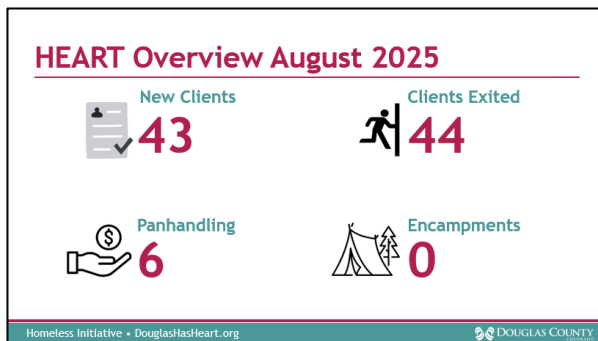 HEART Overview August 2025
New Clients
43
Clients Exited
44
Panhandling
6
Encampments
0
Homeless Initiative • DouglasHasHeart.org
DOUGLAS COUNTY
COLORADO